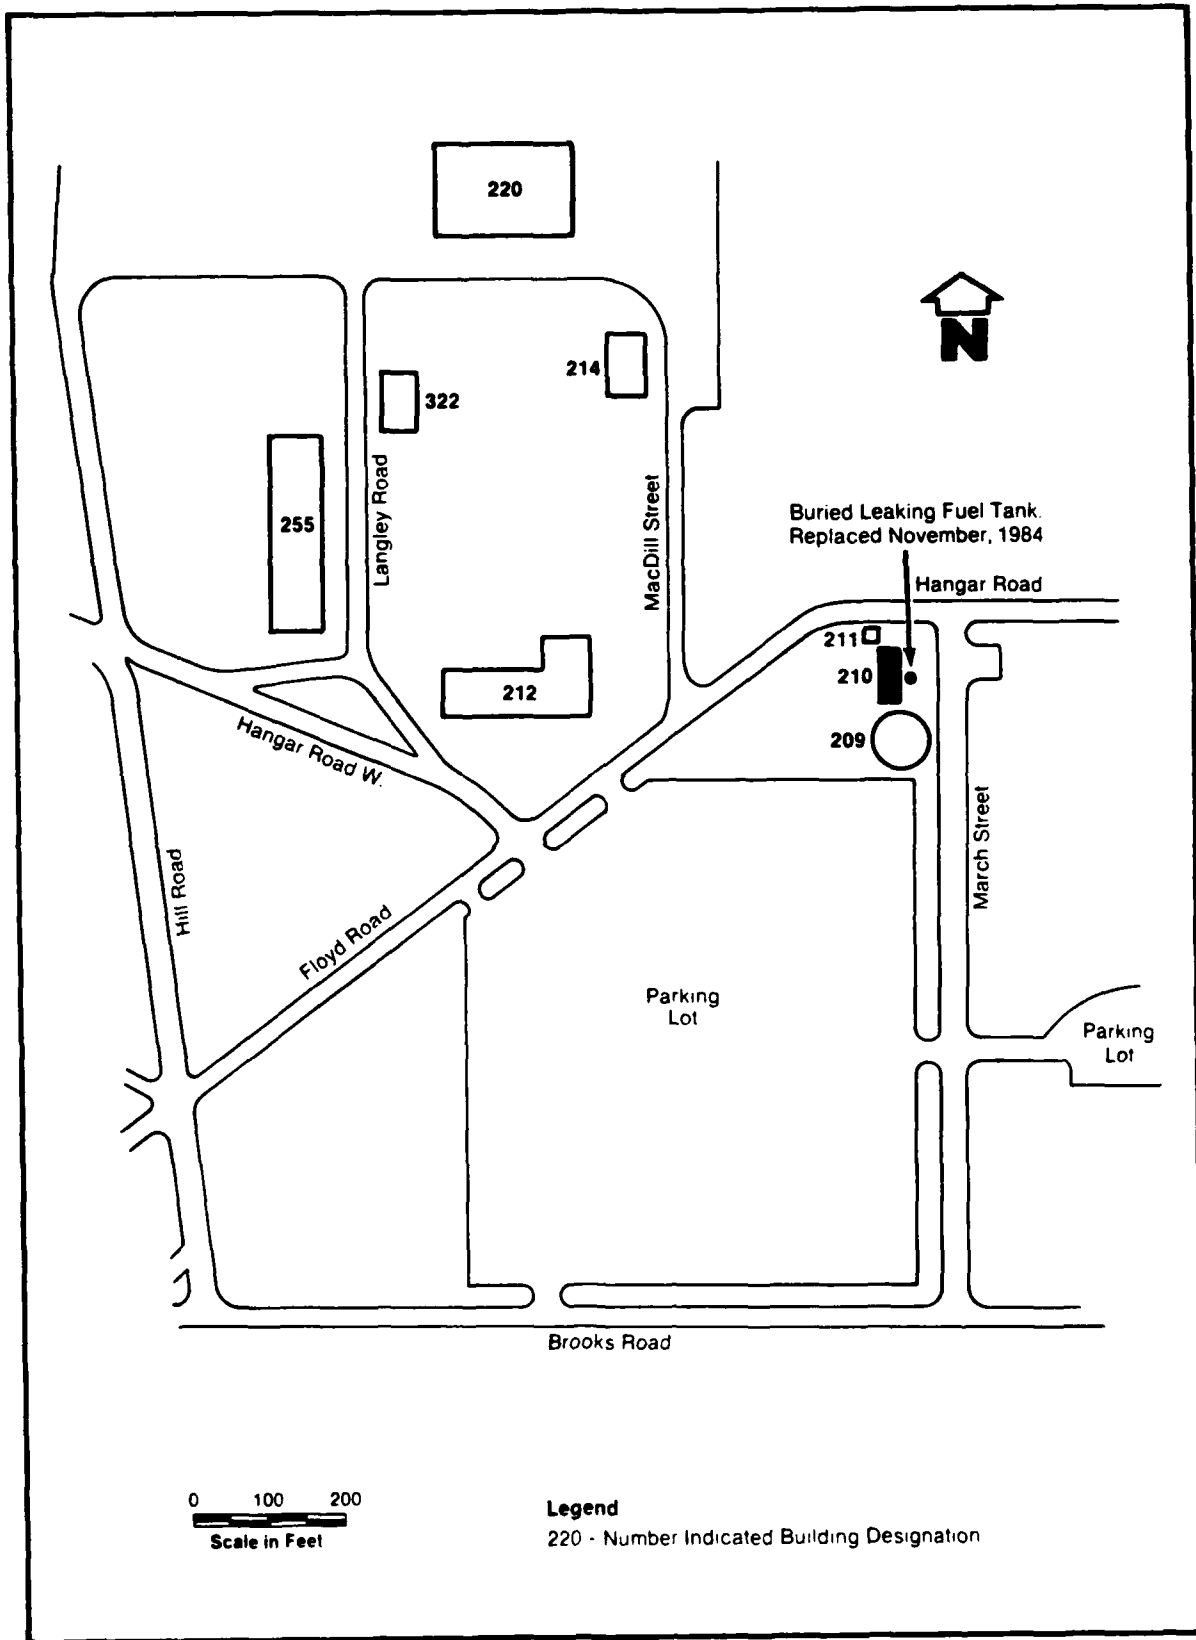 220
N
214
322
Langley Road
MacDill Street
255
Buried Leaking Fuel Tank.
Replaced November, 1984
Hangar Road
211
210
212
209
Hangar Road W.
March Street
Hill Road
Floyd Road
Parking
Lot
Parking
Lot
Brooks Road
0 100 200
Scale in Feet
Legend
220 - Number Indicated Building Designation